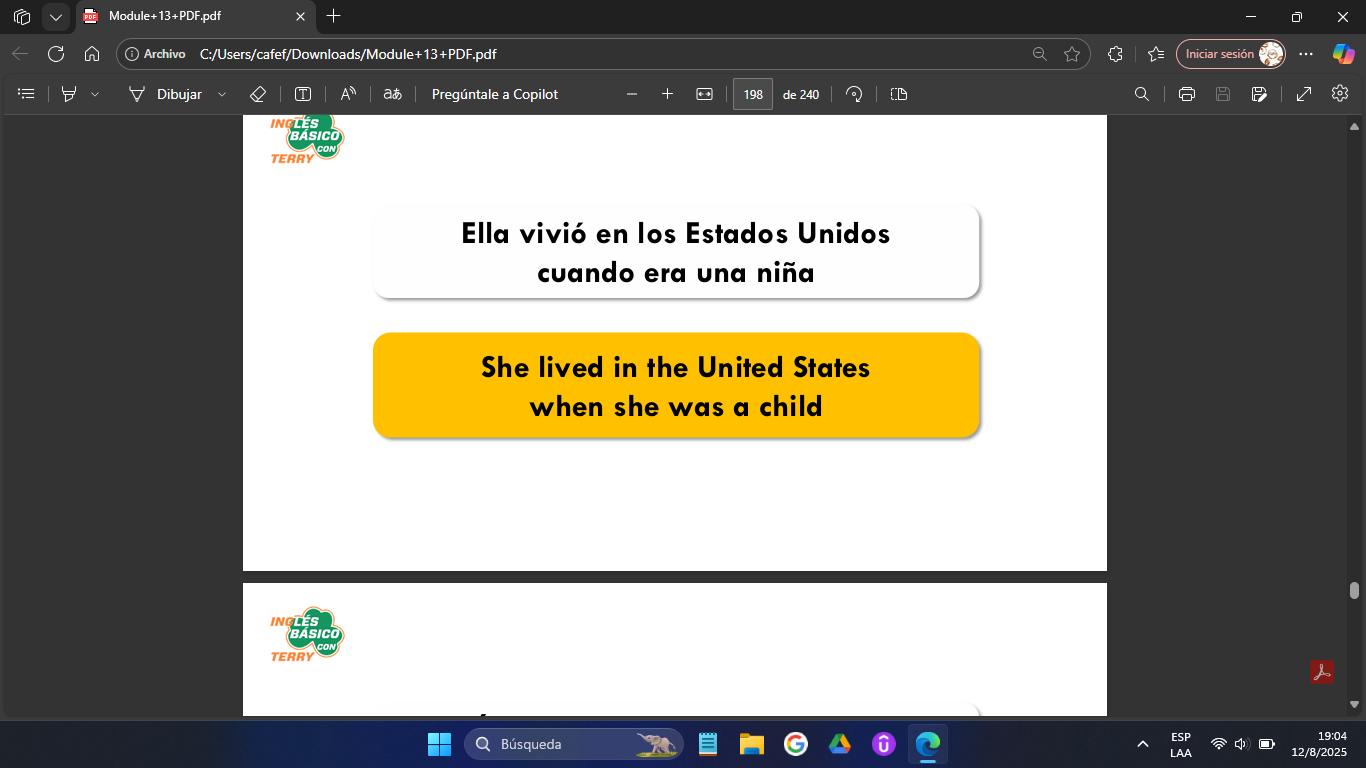 Module+13+PDF.pdf
Archivo C:/Users/cafef/Downloads/Module+13+PDF.pdf
Iniciar sesión
Dibujar
Pregúntale a Copilot
198 de 240
INGLÉS
BÁSICO
CON
TERRY
Ella vivió en los Estados Unidos
cuando era una niña
She lived in the United States
when she was a child
INGLÉS
BÁSICO
CON
TERRY
Búsqueda
ESP
LAA
19:04
12/8/2025